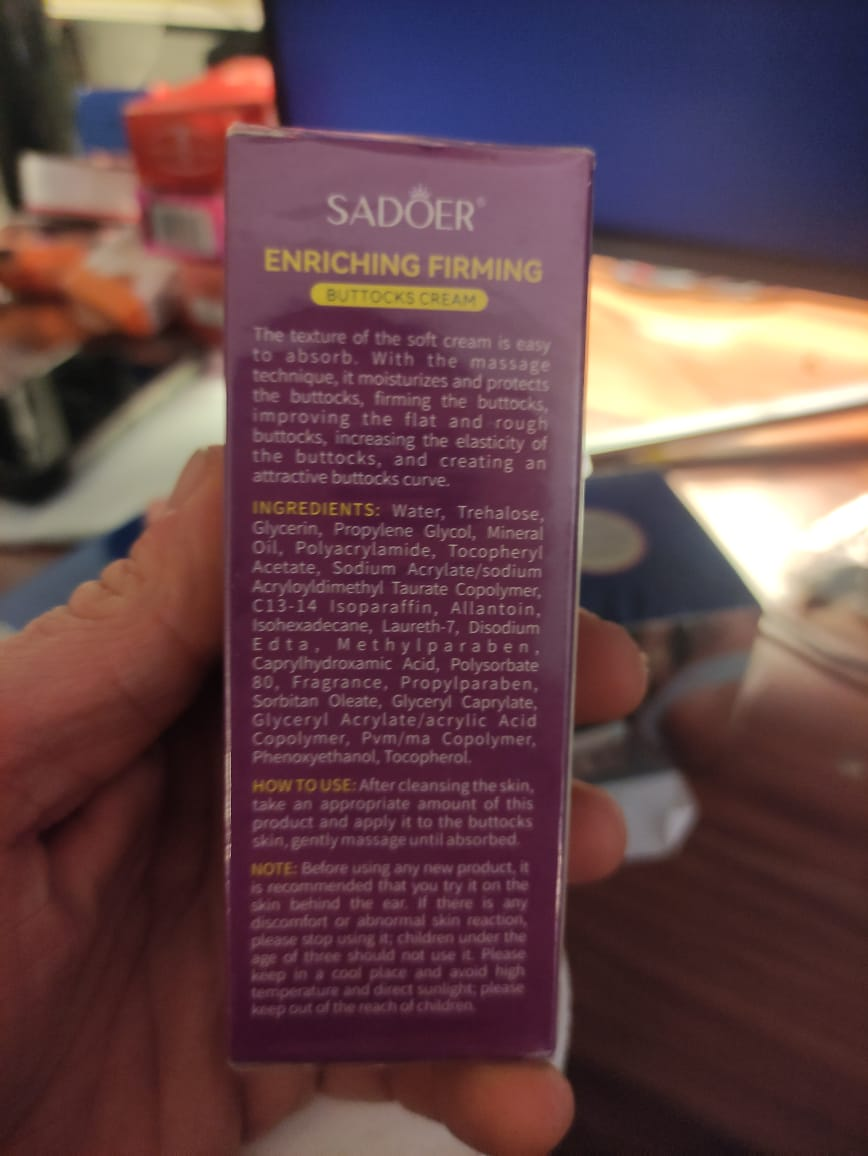 SADOER®
ENRICHING FIRMING
BUTTOCKS CREAM
The texture of the soft cream is easy
to absorb. With the massage
technique, it moisturizes and protects
the buttocks, firming the buttocks,
improving the flat and rough
buttocks, increasing the elasticity of
the buttocks, and creating an
attractive buttocks curve.
INGREDIENTS: Water, Trehalose,
Glycerin, Propylene Glycol, Mineral
Oil, Polyacrylamide, Tocopheryl
Acetate, Sodium Acrylate/sodium
Acryloyldimethyl Taurate Copolymer,
C13-14 Isoparaffin, Allantoin,
Isohexadecane, Laureth-7, Disodium
Edta, Methylparaben,
Caprylhydroxamic Acid, Polysorbate
80, Fragrance, Propylparaben,
Sorbitan Oleate, Glyceryl Caprylate,
Glyceryl Acrylate/acrylic Acid
Copolymer, Pvm/ma Copolymer,
Phenoxyethanol, Tocopherol.
HOW TO USE: After cleansing the skin,
take an appropriate amount of this
product and apply it to the buttocks
skin, gently massage until absorbed.
NOTE: Before using any new product, it
is recommended that you try it on the
skin behind the ear. If there is any
discomfort or abnormal skin reaction,
please stop using it; children under the
age of three should not use it. Please
keep in a cool place and avoid high
temperature and direct sunlight; please
keep out of the reach of children.